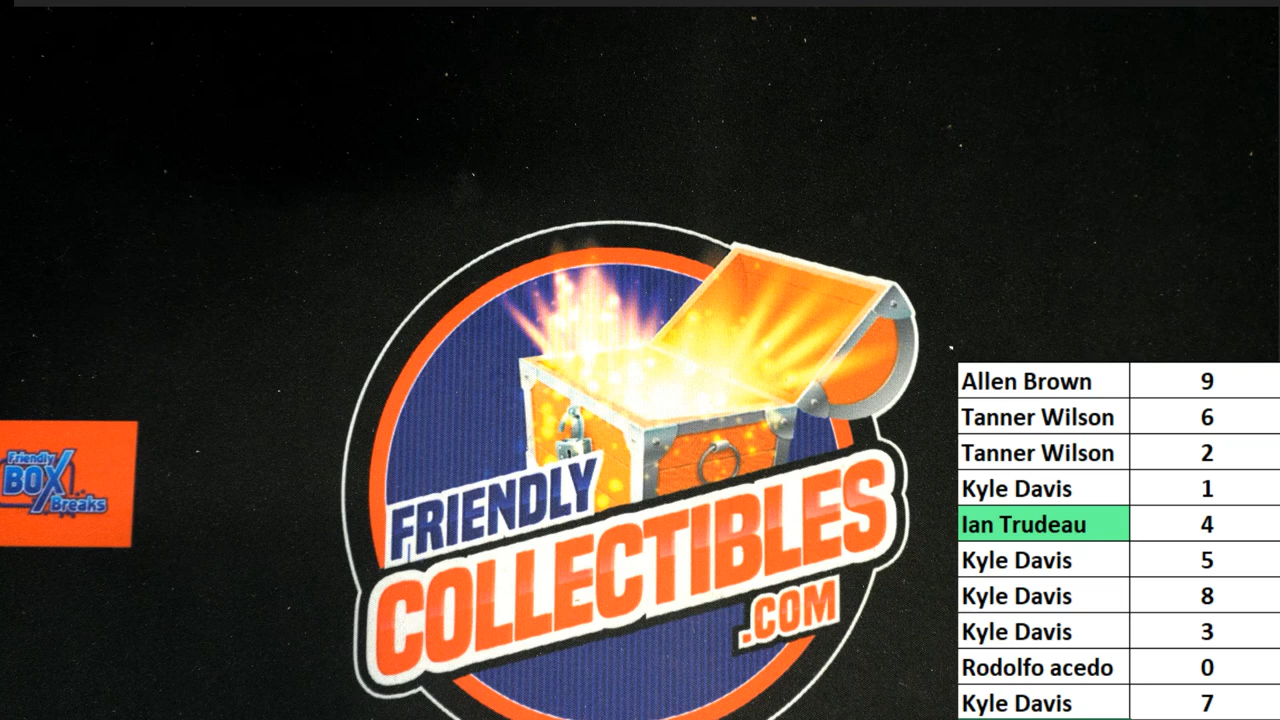 Friendly
BOX
Breaks
FRIENDLY
COLLECTIBLES
.COM
Allen Brown 9
Tanner Wilson 6
Tanner Wilson 2
Kyle Davis 1
Ian Trudeau 4
Kyle Davis 5
Kyle Davis 8
Kyle Davis 3
Rodolfo acedo 0
Kyle Davis 7